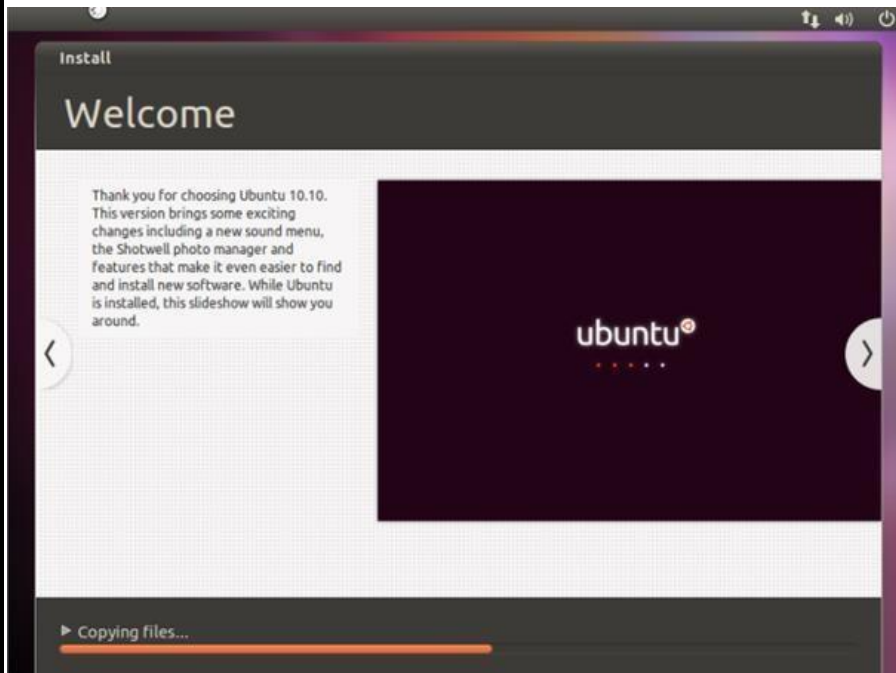 Install
Welcome
Thank you for choosing Ubuntu 10.10.
This version brings some exciting
changes including a new sound menu,
the Shotwell photo manager and
features that make it even easier to find
and install new software. While Ubuntu
is installed, this slideshow will show you
around.
ubuntu
Copying files...